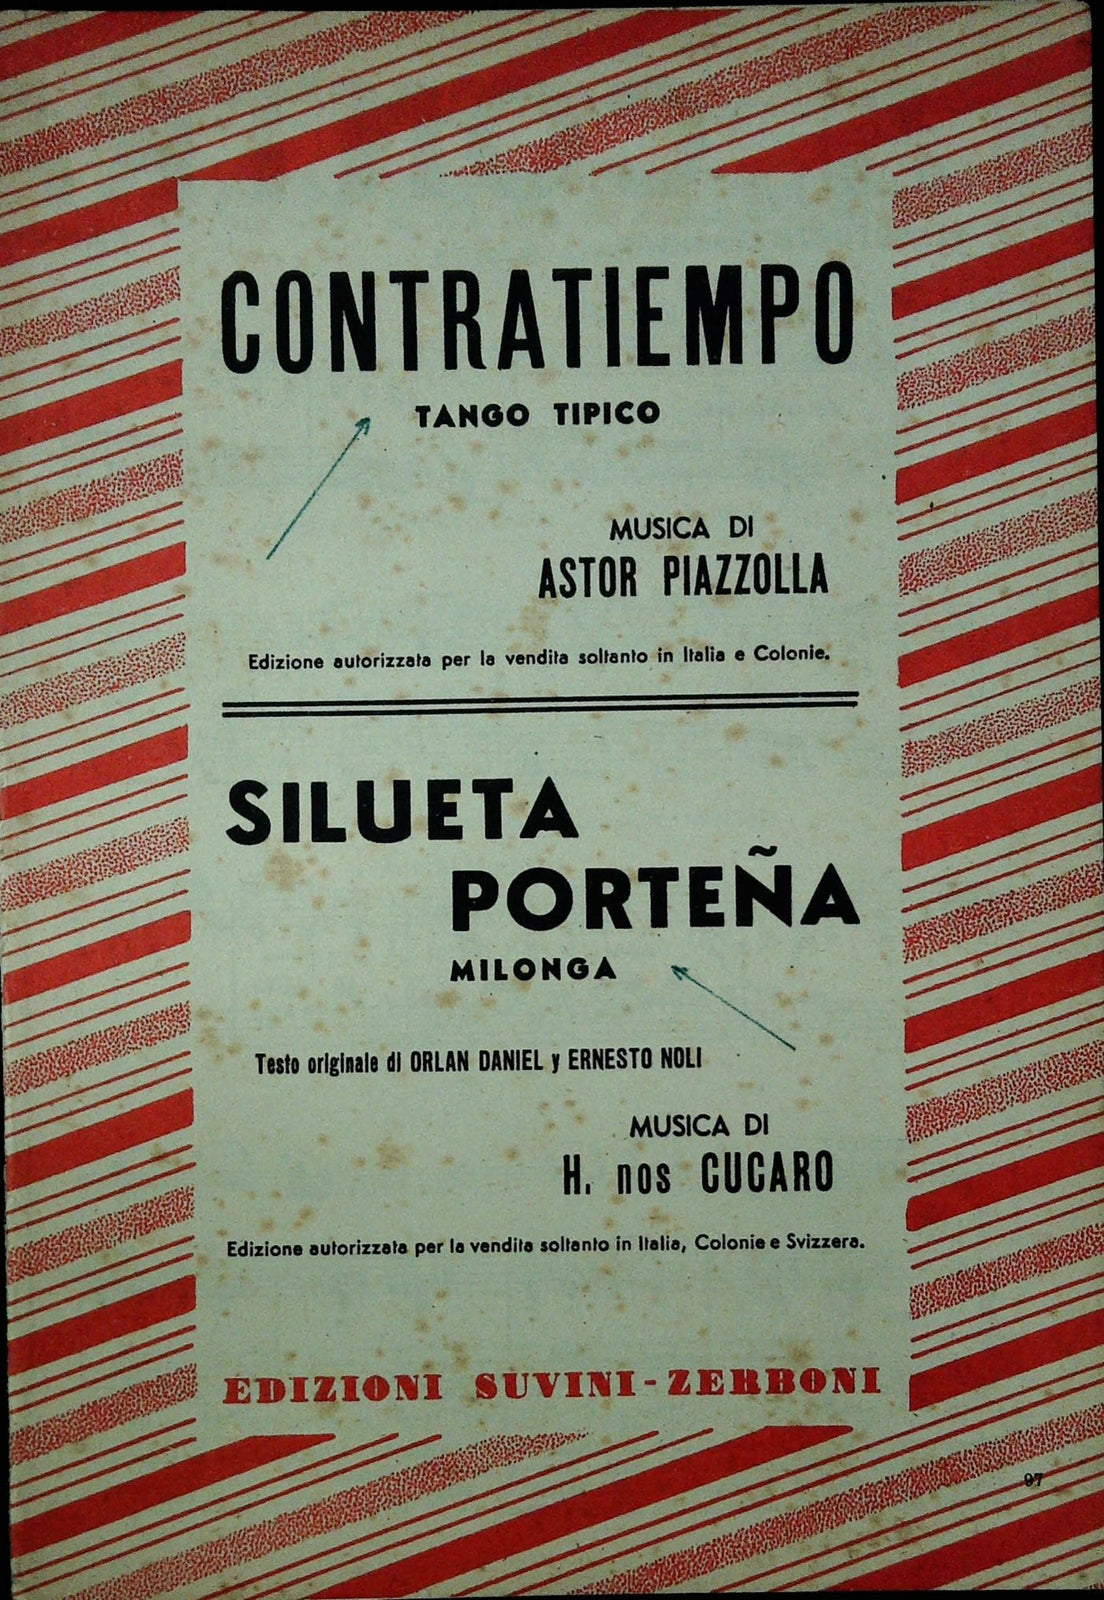 CONTRATIEMPO
TANGO TIPICO
MUSICA DI
ASTOR PIAZZOLLA
Edizione autorizzata per la vendita soltanto in Italia e Colonie.
SILUETA
PORTEÑA
MILONGA
Testo originale di ORLAN DANIEL y ERNESTO NOLI
MUSICA DI
H. nos CUCARO
Edizione autorizzata per la vendita soltanto in Italia, Colonie e Svizzera.
EDIZIONI SUVINI-ZERBONI
97